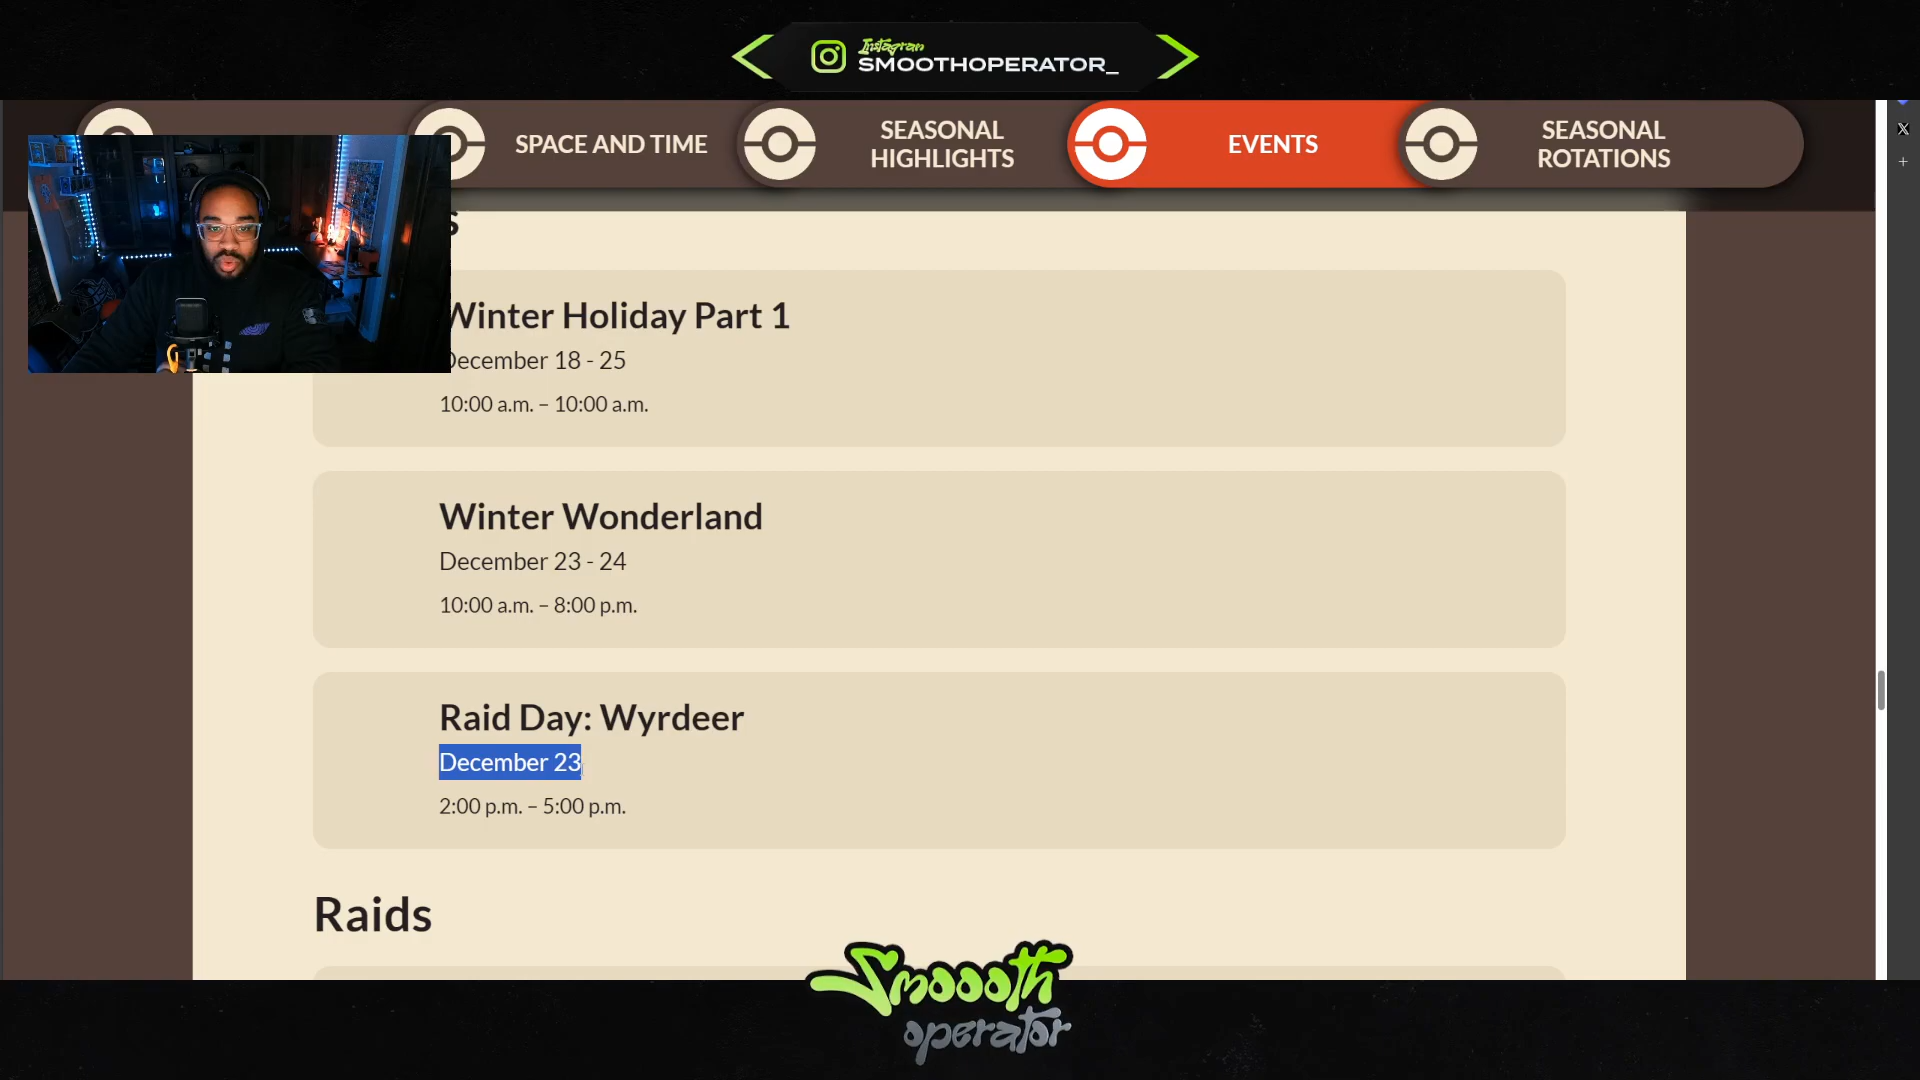 Instagram
SMOOTHOPERATOR_
SPACE AND TIME
SEASONAL
HIGHLIGHTS
EVENTS
SEASONAL
ROTATIONS
s
Winter Holiday Part 1
December 18 - 25
10:00 a.m. – 10:00 a.m.
Winter Wonderland
December 23 - 24
10:00 a.m. – 8:00 p.m.
Raid Day: Wyrdeer
December 23
2:00 p.m. – 5:00 p.m.
Raids
Smoooth
operator